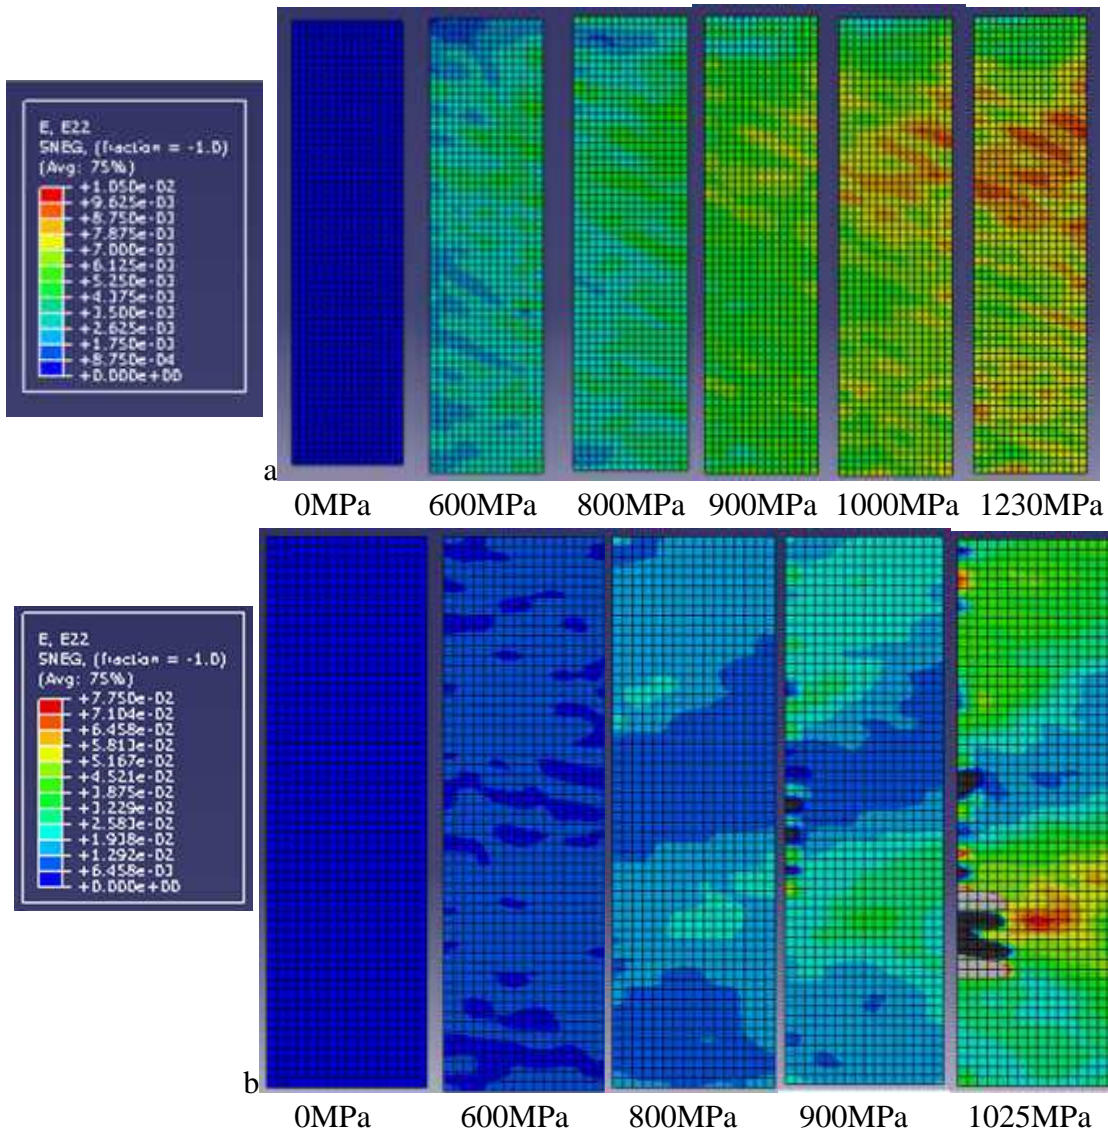 E, E22
SNEG, (fraction = -1.0)
(Avg: 75%)
+1.050e-02
+9.625e-03
+8.750e-03
+7.875e-03
+7.000e-03
+6.125e-03
+5.250e-03
+4.375e-03
+3.500e-03
+2.625e-03
+1.750e-03
+8.750e-04
+0.000e+00
a
0MPa 600MPa 800MPa 900MPa 1000MPa 1230MPa
E, E22
SNEG, (fraction = -1.0)
(Avg: 75%)
+7.750e-02
+7.104e-02
+6.458e-02
+5.813e-02
+5.167e-02
+4.521e-02
+3.875e-02
+3.229e-02
+2.583e-02
+1.938e-02
+1.292e-02
+6.458e-03
+0.000e+00
b
0MPa 600MPa 800MPa 900MPa 1025MPa